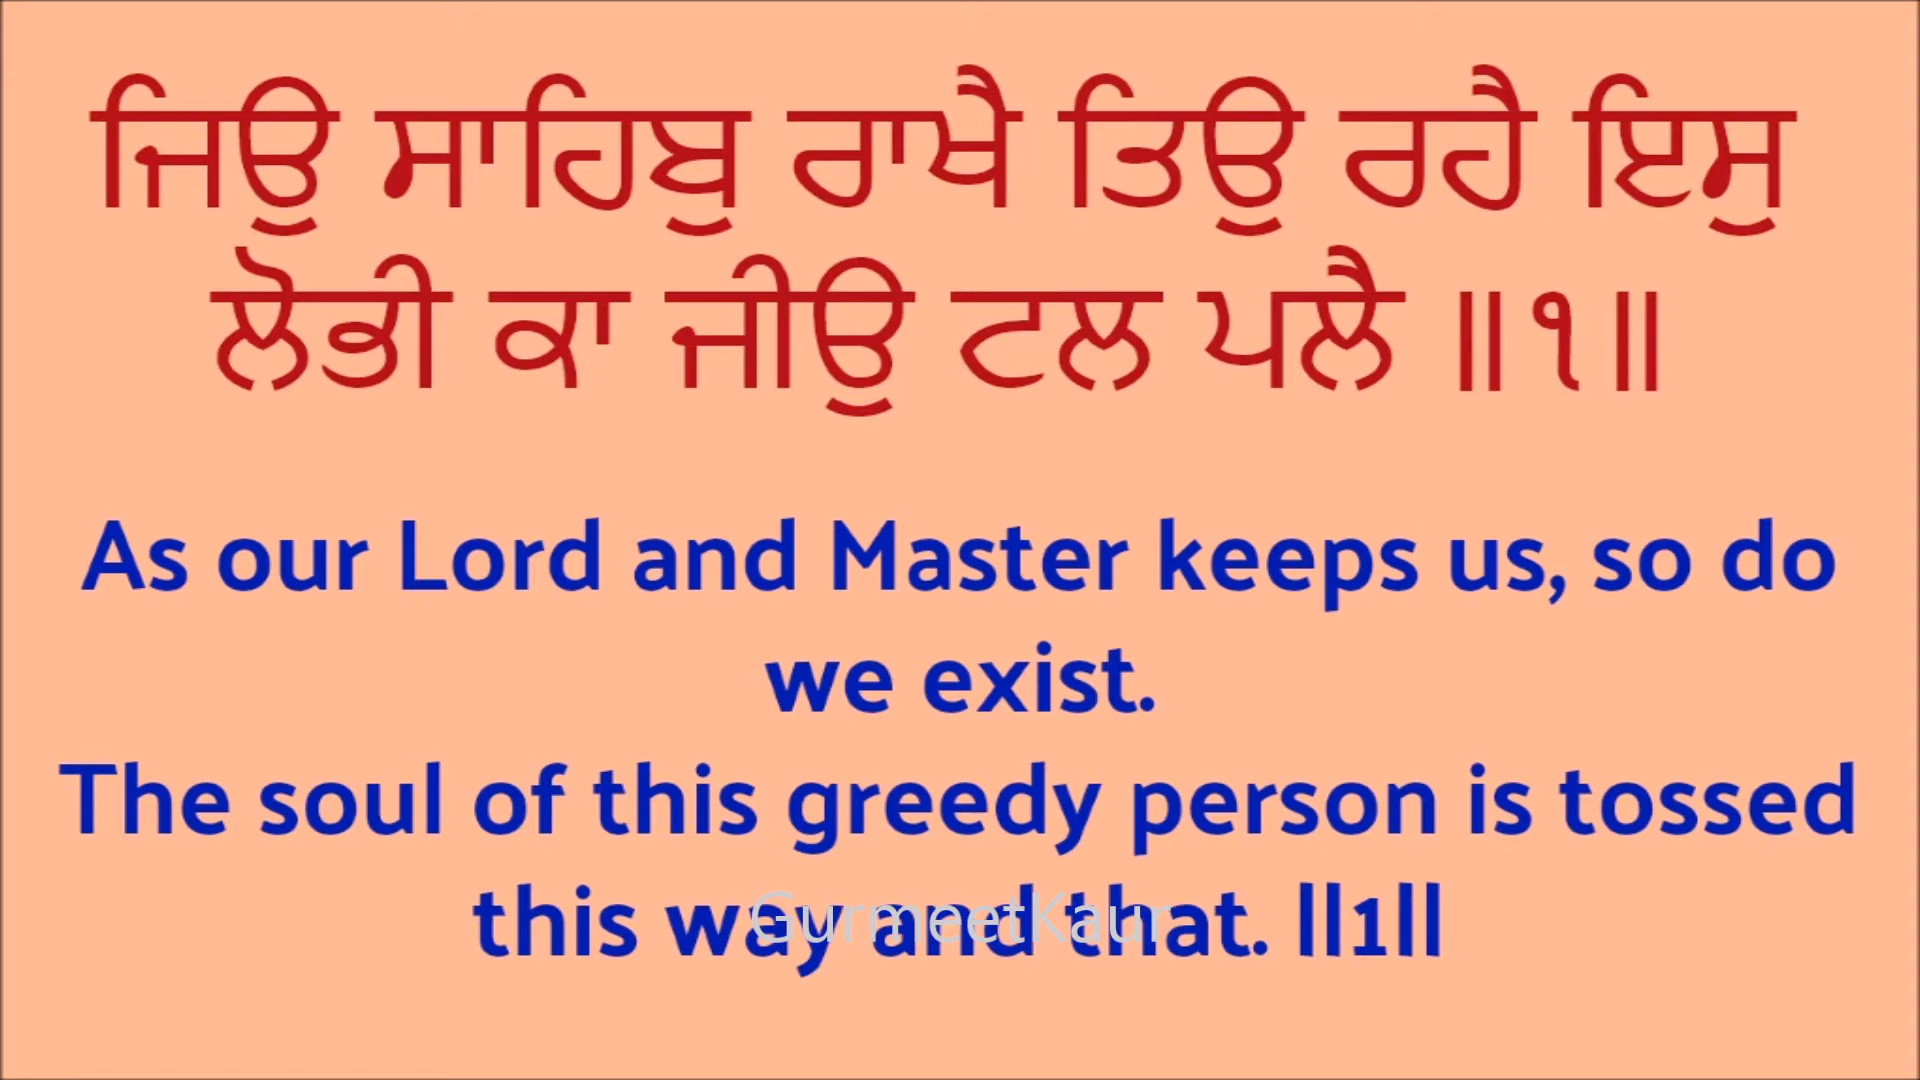 ਜਿਉ ਸਾਹਿਬੁ ਰਾਖੈ ਤਿਉ ਰਹੈ ਇਸੁ
ਲੋਭੀ ਕਾ ਜੀਉ ਟਲ ਪਲੈ ॥੧॥
As our Lord and Master keeps us, so do
we exist.
The soul of this greedy person is tossed
this way and that. ll1ll
GurmeetKaur